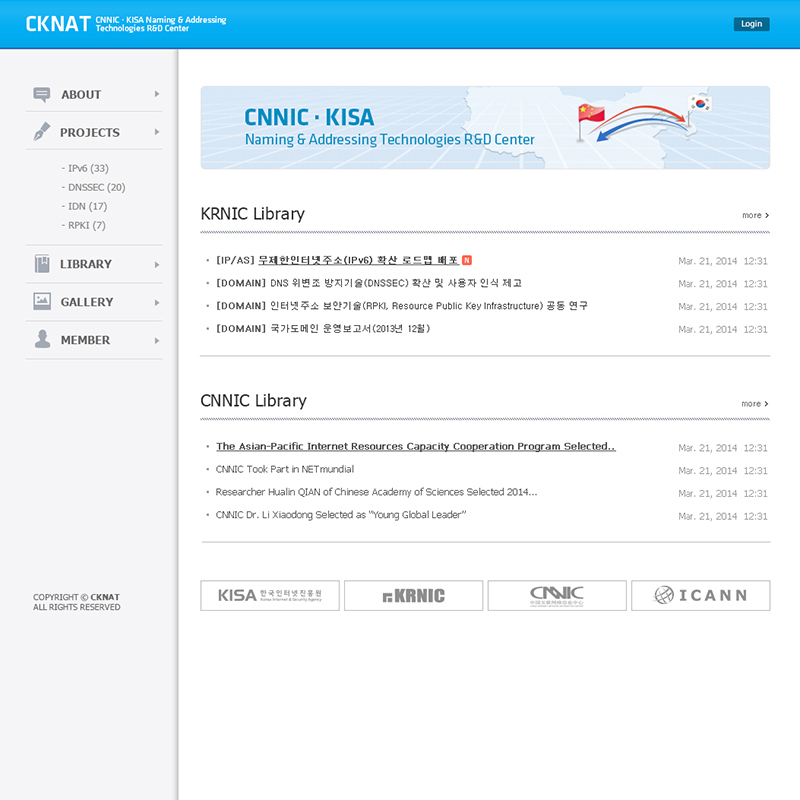 CKNAT CNNIC · KISA Naming & Addressing
Technologies R&D Center
Login
ABOUT
PROJECTS
- IPv6 (33)
- DNSSEC (20)
- IDN (17)
- RPKI (7)
LIBRARY
GALLERY
MEMBER
COPYRIGHT © CKNAT
ALL RIGHTS RESERVED
CNNIC · KISA
Naming & Addressing Technologies R&D Center
KRNIC Library
more
[IP/AS] 무제한인터넷주소(IPv6) 확산 로드맵 배포 N
Mar. 21, 2014 12:31
[DOMAIN] DNS 위변조 방지기술(DNSSEC) 확산 및 사용자 인식 제고
Mar. 21, 2014 12:31
[DOMAIN] 인터넷주소 보안기술(RPKI, Resource Public Key Infrastructure) 공동 연구
Mar. 21, 2014 12:31
[DOMAIN] 국가도메인 운영보고서(2013년 12월)
Mar. 21, 2014 12:31
CNNIC Library
more
The Asian-Pacific Internet Resources Capacity Cooperation Program Selected..
Mar. 21, 2014 12:31
CNNIC Took Part in NETmundial
Mar. 21, 2014 12:31
Researcher Hualin QIAN of Chinese Academy of Sciences Selected 2014...
Mar. 21, 2014 12:31
CNNIC Dr. Li Xiaodong Selected as “Young Global Leader”
Mar. 21, 2014 12:31
KISA 한국인터넷진흥원
Korea Internet & Security Agency
KRNIC
CNNIC
ICANN